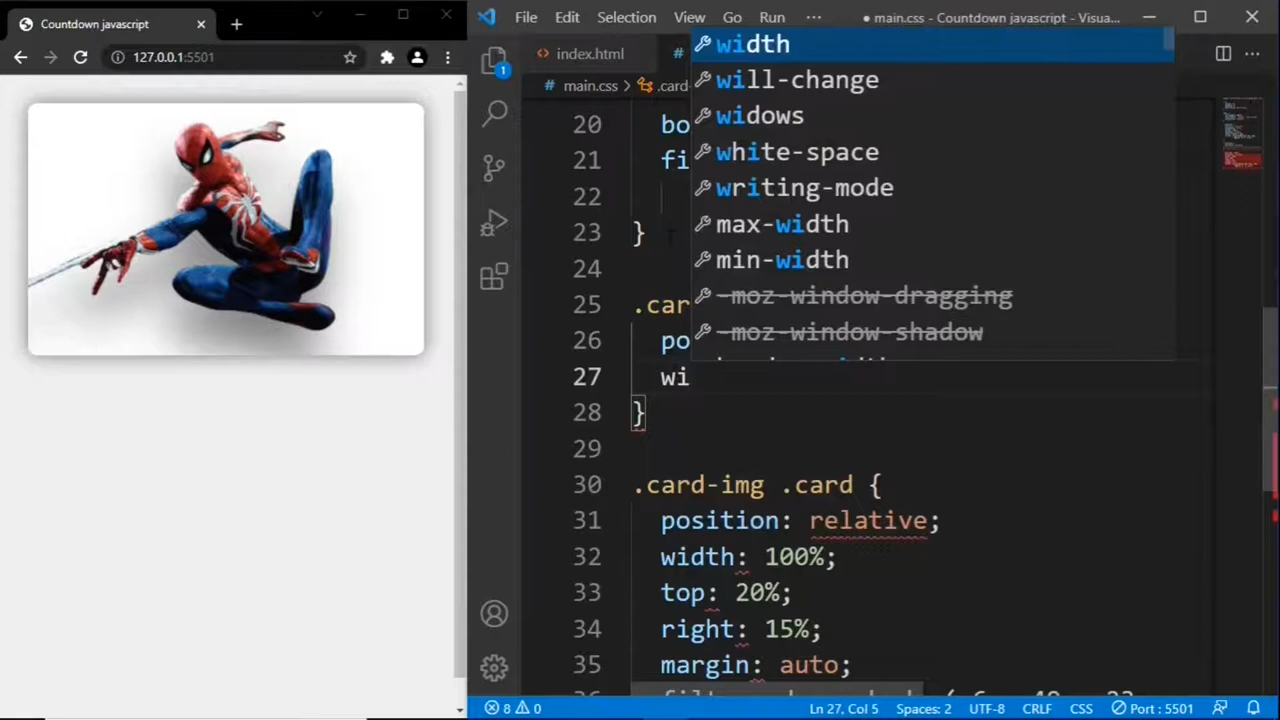 Countdown javascript
127.0.0.1:5501
File Edit Selection View Go Run ...
● main.css - Countdown javascript - Visua...
index.html
#
# main.css > .card-
width
will-change
widows
white-space
writing-mode
max-width
min-width
-moz-window-dragging
-moz-window-shadow
20 bo
21 fi
22
23 }
24
25 .car
26 po
27 wi
28 }
29
30 .card-img .card {
31 position: relative;
32 width: 100%;
33 top: 20%;
34 right: 15%;
35 margin: auto;
1
8 0 Ln 27, Col 5 Spaces: 2 UTF-8 CRLF CSS Port : 5501